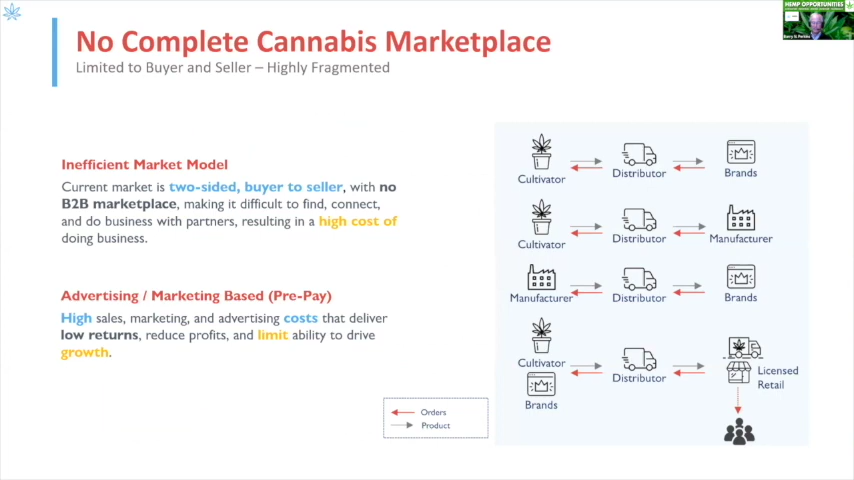 No Complete Cannabis Marketplace
Limited to Buyer and Seller – Highly Fragmented
Inefficient Market Model
Current market is two-sided, buyer to seller, with no
B2B marketplace, making it difficult to find, connect,
and do business with partners, resulting in a high cost of
doing business.
Advertising / Marketing Based (Pre-Pay)
High sales, marketing, and advertising costs that deliver
low returns, reduce profits, and limit ability to drive
growth.
Orders
Product
Cultivator
Distributor
Brands
Cultivator
Distributor
Manufacturer
Manufacturer
Distributor
Brands
Cultivator
Brands
Distributor
Licensed
Retail
HEMP OPPORTUNITIES